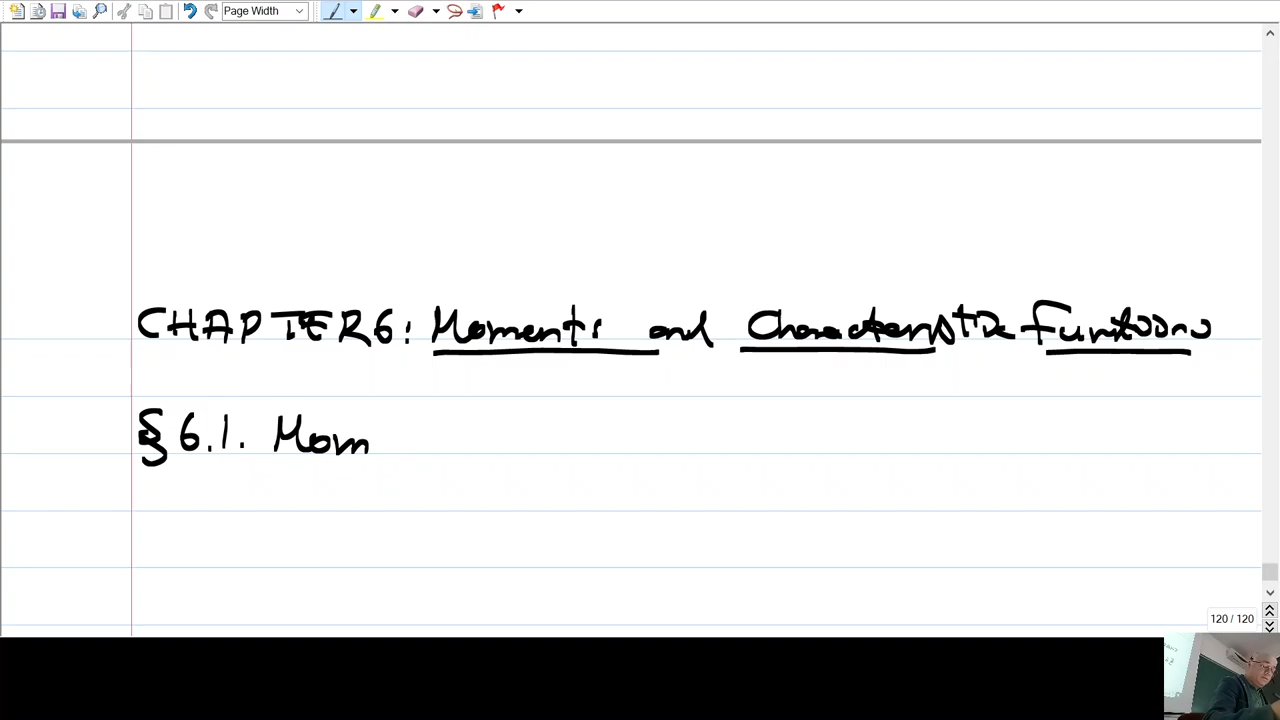 Page Width
CHAPTER 6: Moments and Characteristic Functions
§ 6.1. Mom
120 / 120